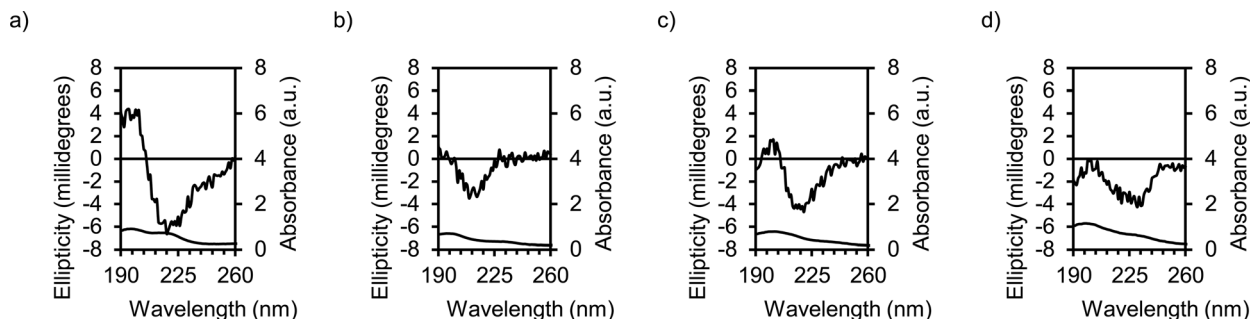 a) b) c) d)
8 8 8 8 8 8 8 8
6 6 6 6
4 6 4 6 4 6 4 6
2 2 2 2
0 4 0 4 0 4 0 4
-2 -2 -2 -2
-4 2 -4 2 -4 2 -4 2
-6 -6 -6 -6
-8 0 -8 0 -8 0 -8 0
190 225 260 190 225 260 190 225 260 190 225 260
Ellipticity (millidegrees) Absorbance (a.u.) Ellipticity (millidegrees) Absorbance (a.u.) Ellipticity (millidegrees) Absorbance (a.u.) Ellipticity (millidegrees) Absorbance (a.u.)
Wavelength (nm) Wavelength (nm) Wavelength (nm) Wavelength (nm)